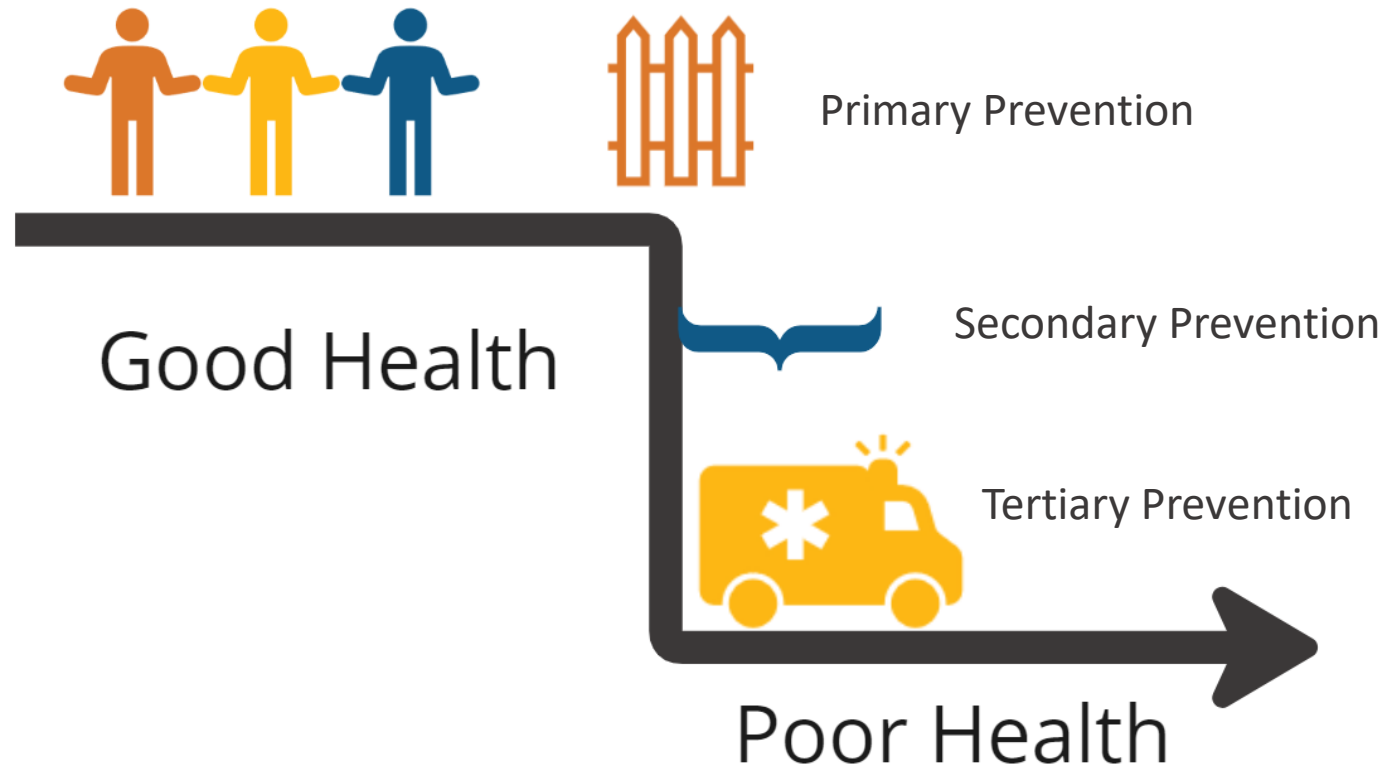 Primary Prevention
Good Health
Secondary Prevention
Tertiary Prevention
Poor Health